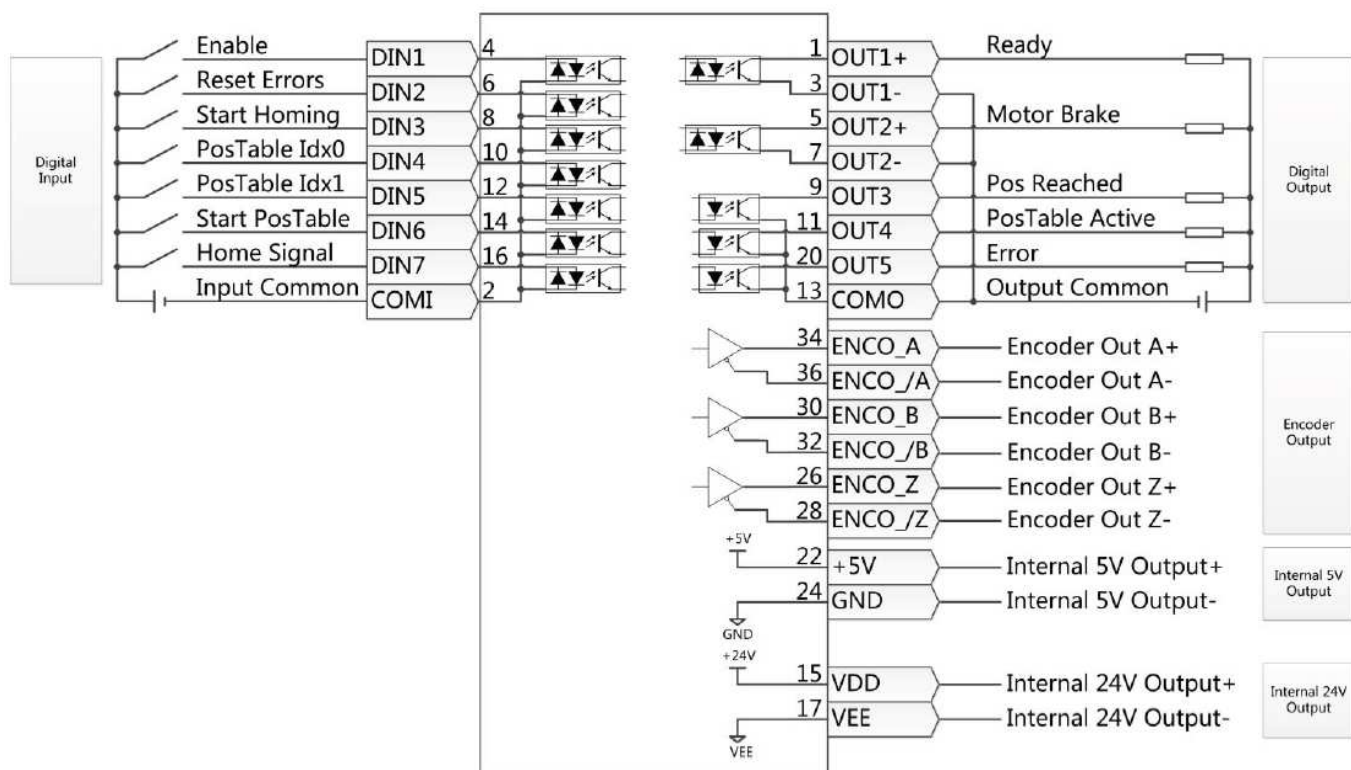 Digital
Input
Enable
DIN1
4
Reset Errors
DIN2
6
Start Homing
DIN3
8
PosTable Idx0
DIN4
10
PosTable Idx1
DIN5
12
Start PosTable
DIN6
14
Home Signal
DIN7
16
Input Common
COMI
2
1
OUT1+
Ready
3
OUT1-
5
OUT2+
Motor Brake
7
OUT2-
9
OUT3
Pos Reached
11
OUT4
PosTable Active
20
OUT5
Error
13
COMO
Output Common
Digital
Output
34
ENCO_A
Encoder Out A+
36
ENCO_/A
Encoder Out A-
30
ENCO_B
Encoder Out B+
32
ENCO_/B
Encoder Out B-
26
ENCO_Z
Encoder Out Z+
28
ENCO_/Z
Encoder Out Z-
Encoder
Output
+5V
22
+5V
Internal 5V Output+
24
GND
Internal 5V Output-
GND
Internal 5V
Output
+24V
15
VDD
Internal 24V Output+
17
VEE
Internal 24V Output-
VEE
Internal 24V
Output